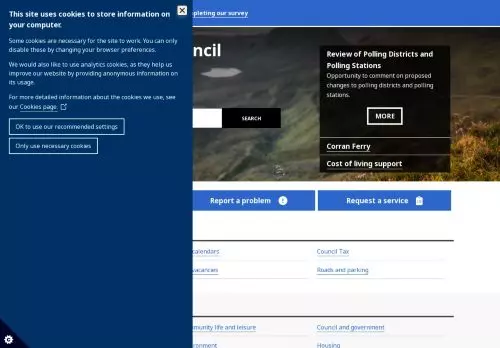 This site uses cookies to store information on
your computer.
Some cookies are necessary for the site to work. You can only
disable these by changing your browser preferences.
We would also like to use analytics cookies, as they help us
improve our website by providing anonymous information on
its usage.
For more detailed information about the cookies we use, see
our Cookies page.
OK to use our recommended settings
Only use necessary cookies
pleting our survey
ncil
SEARCH
Review of Polling Districts and
Polling Stations
Opportunity to comment on proposed
changes to polling districts and polling
stations.
MORE
Corran Ferry
Cost of living support
Report a problem
Request a service
calendars
Council Tax
vacancies
Roads and parking
munity life and leisure
Council and government
ronment
Housing